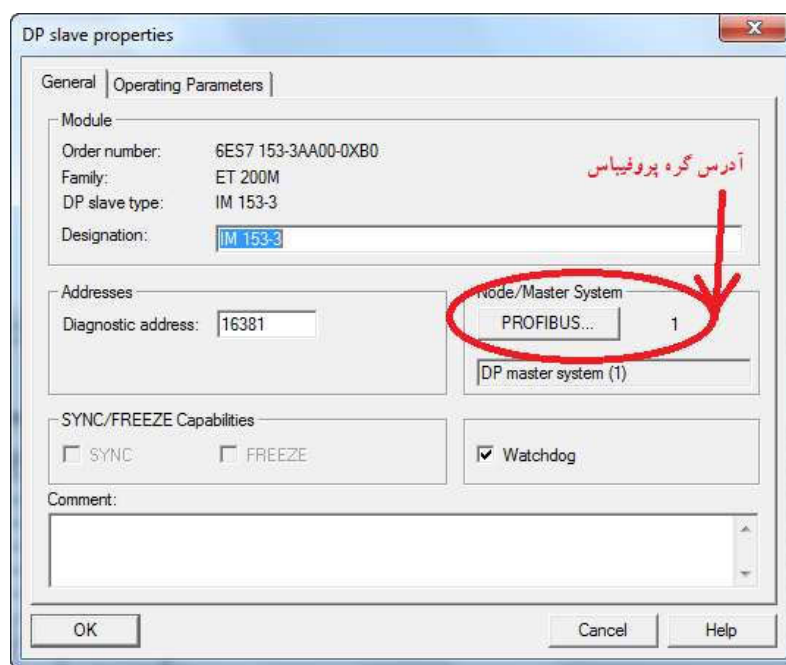 DP slave properties
General
Operating Parameters
Module
Order number: 6ES7 153-3AA00-0XB0
Family: ET 200M
DP slave type: IM 153-3
Designation: IM 153-3
آدرس گره پروفیباس
Addresses
Diagnostic address: 16381
Node/Master System
PROFIBUS... 1
DP master system (1)
SYNC/FREEZE Capabilities
SYNC FREEZE
Watchdog
Comment:
OK Cancel Help